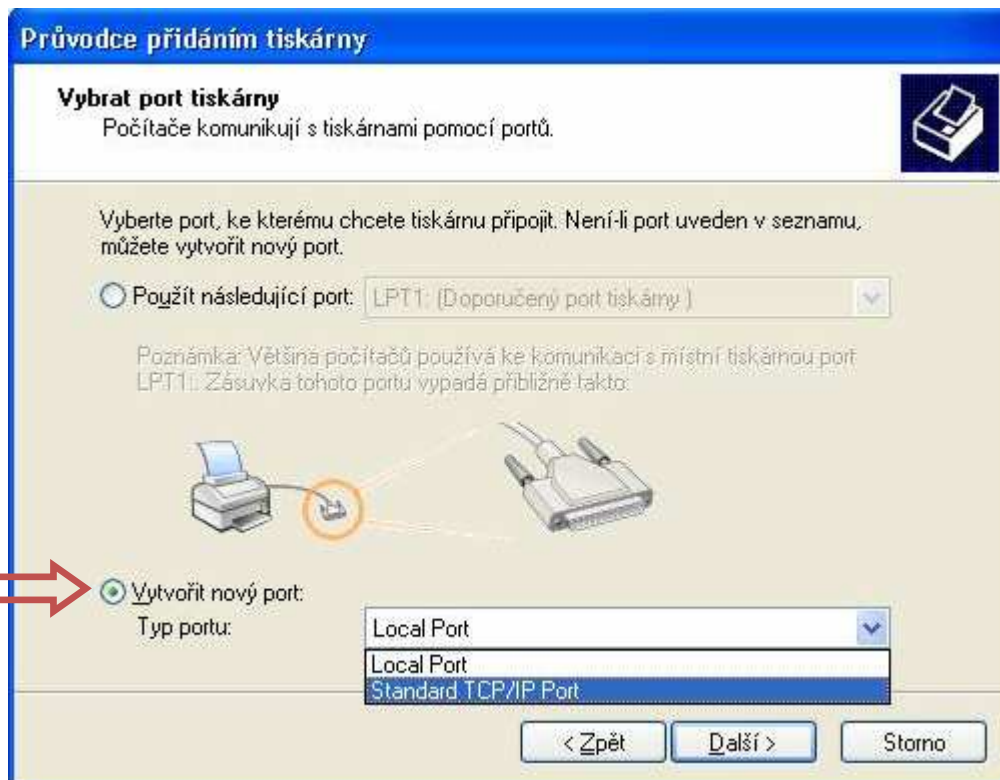 Průvodce přidáním tiskárny
Vybrat port tiskárny
Počítače komunikují s tiskárnami pomocí portů.
Vyberte port, ke kterému chcete tiskárnu připojit. Není-li port uveden v seznamu,
můžete vytvořit nový port.
Použít následující port: LPT1: (Doporučený port tiskárny )
Poznámka: Většina počítačů používá ke komunikaci s místní tiskárnou port
LPT1:. Zásuvka tohoto portu vypadá přibližně takto:
Vytvořit nový port:
Typ portu: Local Port
Local Port
Standard TCP/IP Port
< Zpět Další > Storno